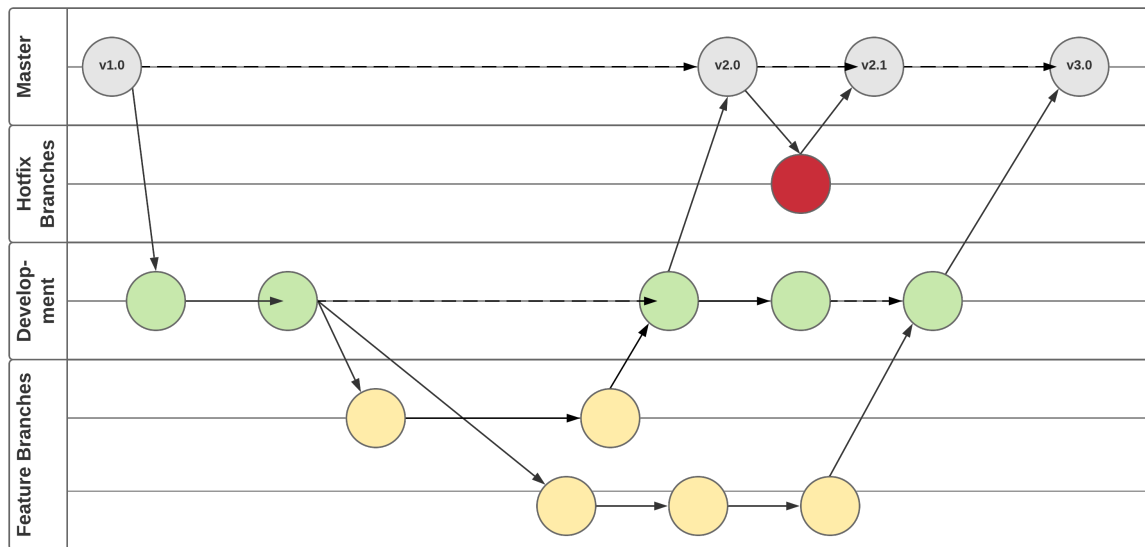 Master
v1.0
v2.0
v2.1
v3.0
Hotfix
Branches
Develop-
ment
Feature Branches